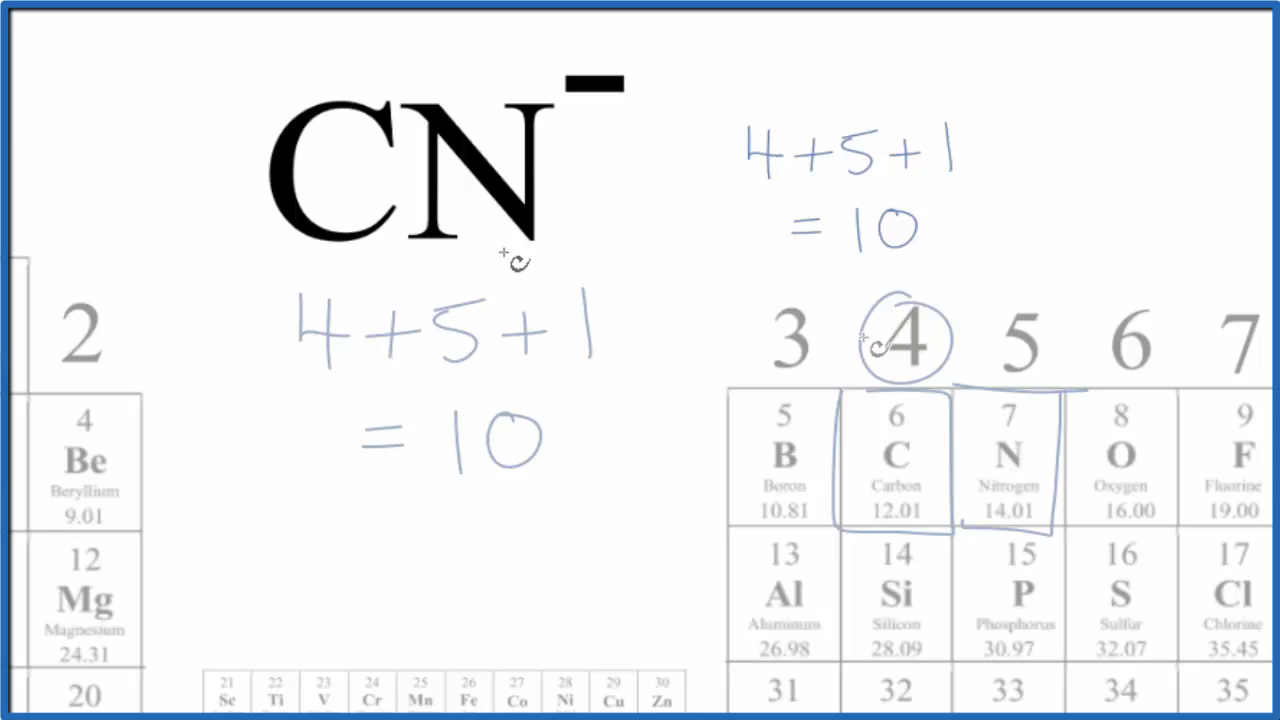 CN⁻
4+5+1
= 10
4+5+1
= 10
2 3 4 5 6 7
4 5 6 7 8 9
Be B C N O F
Beryllium Boron Carbon Nitrogen Oxygen Fluorine
9.01 10.81 12.01 14.01 16.00 19.00
12 13 14 15 16 17
Mg Al Si P S Cl
Magnesium Aluminum Silicon Phosphorus Sulfur Chlorine
24.31 26.98 28.09 30.97 32.07 35.45
20 21 22 23 24 25 26 27 28 29 30 31 32 33 34 35
Sc Ti V Cr Mn Fe Co Ni Cu Zn